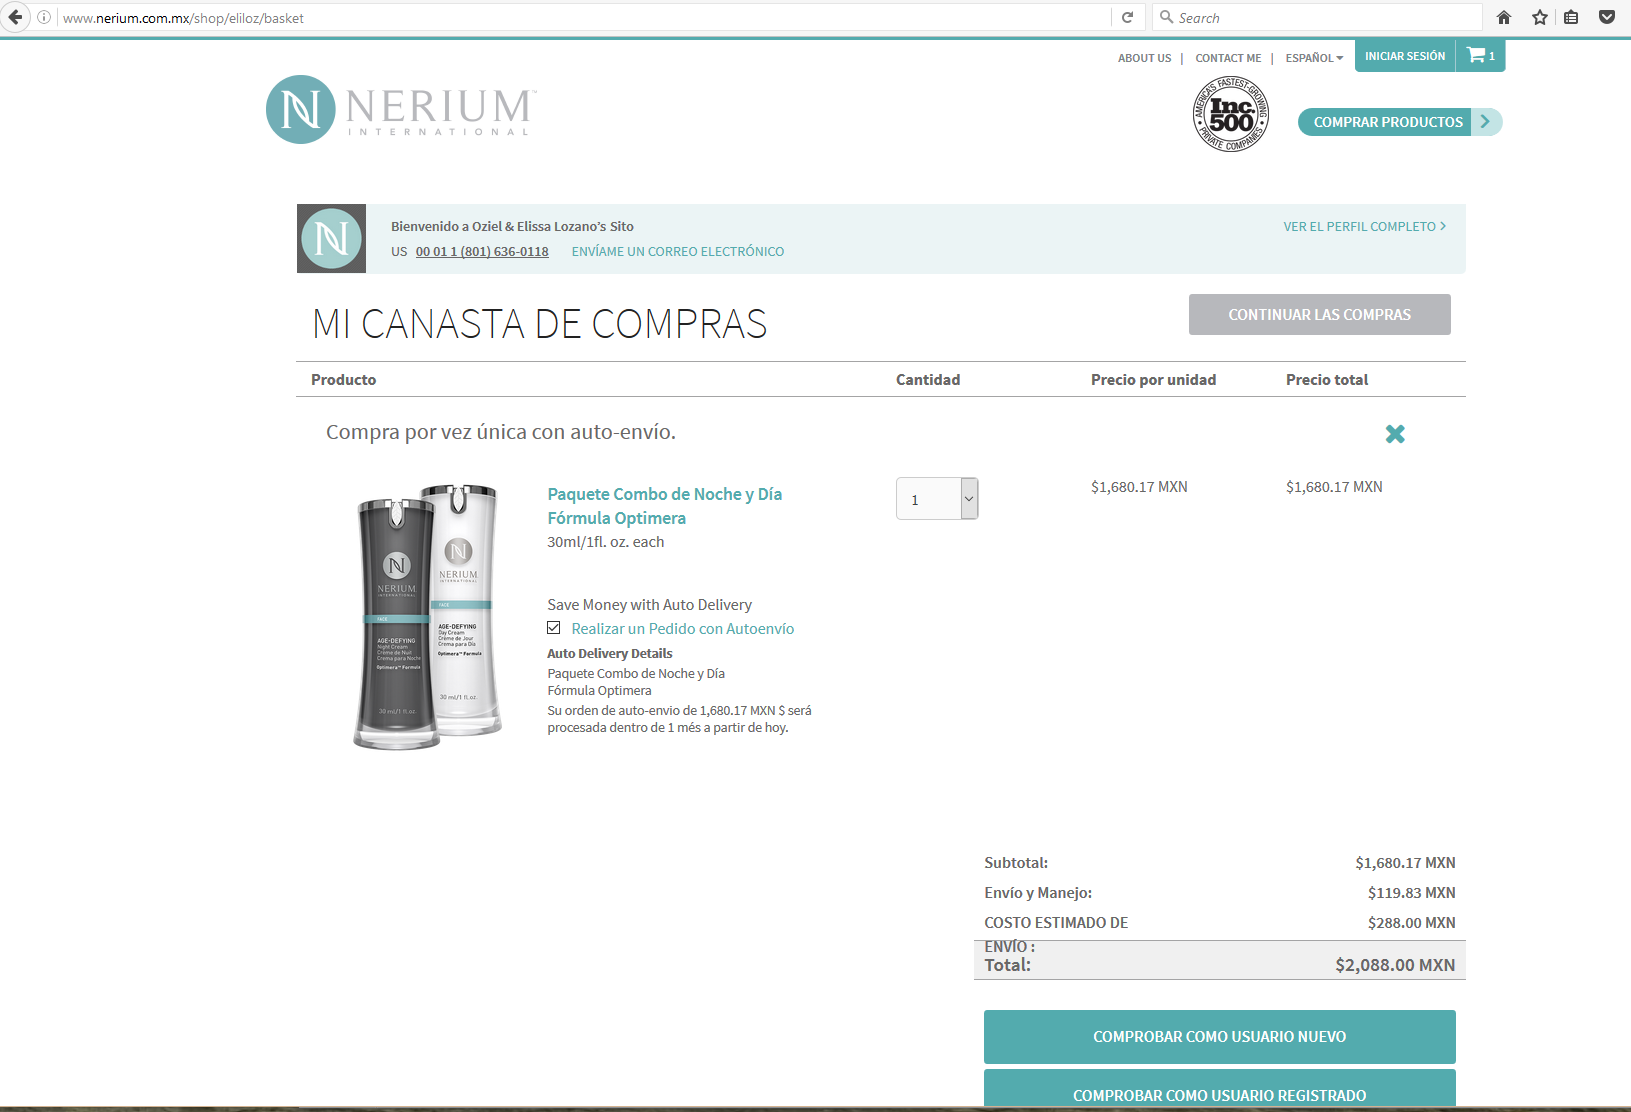 www.nerium.com.mx/shop/eliloz/basket
Search
ABOUT US | CONTACT ME | ESPAÑOL
INICIAR SESIÓN 1
NERIUM
INTERNATIONAL
AMERICA'S FASTEST-GROWING
Inc.
500
PRIVATE COMPANIES
COMPRAR PRODUCTOS
Bienvenido a Oziel & Elissa Lozano's Sito
VER EL PERFIL COMPLETO
US 00 01 1 (801) 636-0118 ENVÍAME UN CORREO ELECTRÓNICO
MI CANASTA DE COMPRAS
CONTINUAR LAS COMPRAS
Producto Cantidad Precio por unidad Precio total
Compra por vez única con auto-envío.
Paquete Combo de Noche y Día
Fórmula Optimera
30ml/1fl. oz. each
1
$1,680.17 MXN
$1,680.17 MXN
NERIUM
INTERNATIONAL
FACE
AGE-DEFYING
Night Cream
Crème de Nuit
Crema para Noche
Optimera™ Formula
30 ml/1 fl.oz.
NERIUM
INTERNATIONAL
FACE
AGE-DEFYING
Day Cream
Crème de Jour
Crema para Día
Optimera™ Formula
30 ml/1 fl.oz.
Save Money with Auto Delivery
Realizar un Pedido con Autoenvío
Auto Delivery Details
Paquete Combo de Noche y Día
Fórmula Optimera
Su orden de auto-envio de 1,680.17 MXN $ será
procesada dentro de 1 més a partir de hoy.
Subtotal: $1,680.17 MXN
Envío y Manejo: $119.83 MXN
COSTO ESTIMADO DE $288.00 MXN
ENVÍO :
Total: $2,088.00 MXN
COMPROBAR COMO USUARIO NUEVO
COMPROBAR COMO USUARIO REGISTRADO